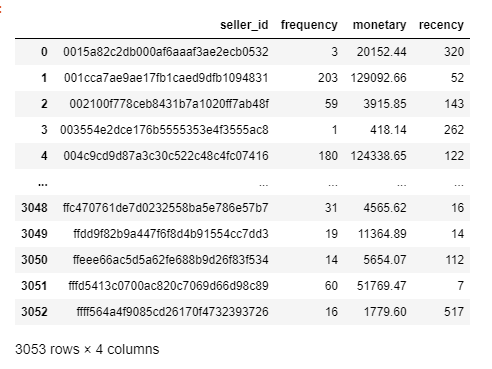 seller_id frequency monetary recency
0 0015a82c2db000af6aaaf3ae2ecb0532 3 20152.44 320
1 001cca7ae9ae17fb1caed9dfb1094831 203 129092.66 52
2 002100f778ceb8431b7a1020ff7ab48f 59 3915.85 143
3 003554e2dce176b5555353e4f3555ac8 1 418.14 262
4 004c9cd9d87a3c30c522c48c4fc07416 180 124338.65 122
... ... ... ... ...
3048 ffc470761de7d0232558ba5e786e57b7 31 4565.62 16
3049 ffdd9f82b9a447f6f8d4b91554cc7dd3 19 11364.89 14
3050 ffeee66ac5d5a62fe688b9d26f83f534 14 5654.07 112
3051 fffd5413c0700ac820c7069d66d98c89 60 51769.47 7
3052 ffff564a4f9085cd26170f4732393726 16 1779.60 517
3053 rows × 4 columns